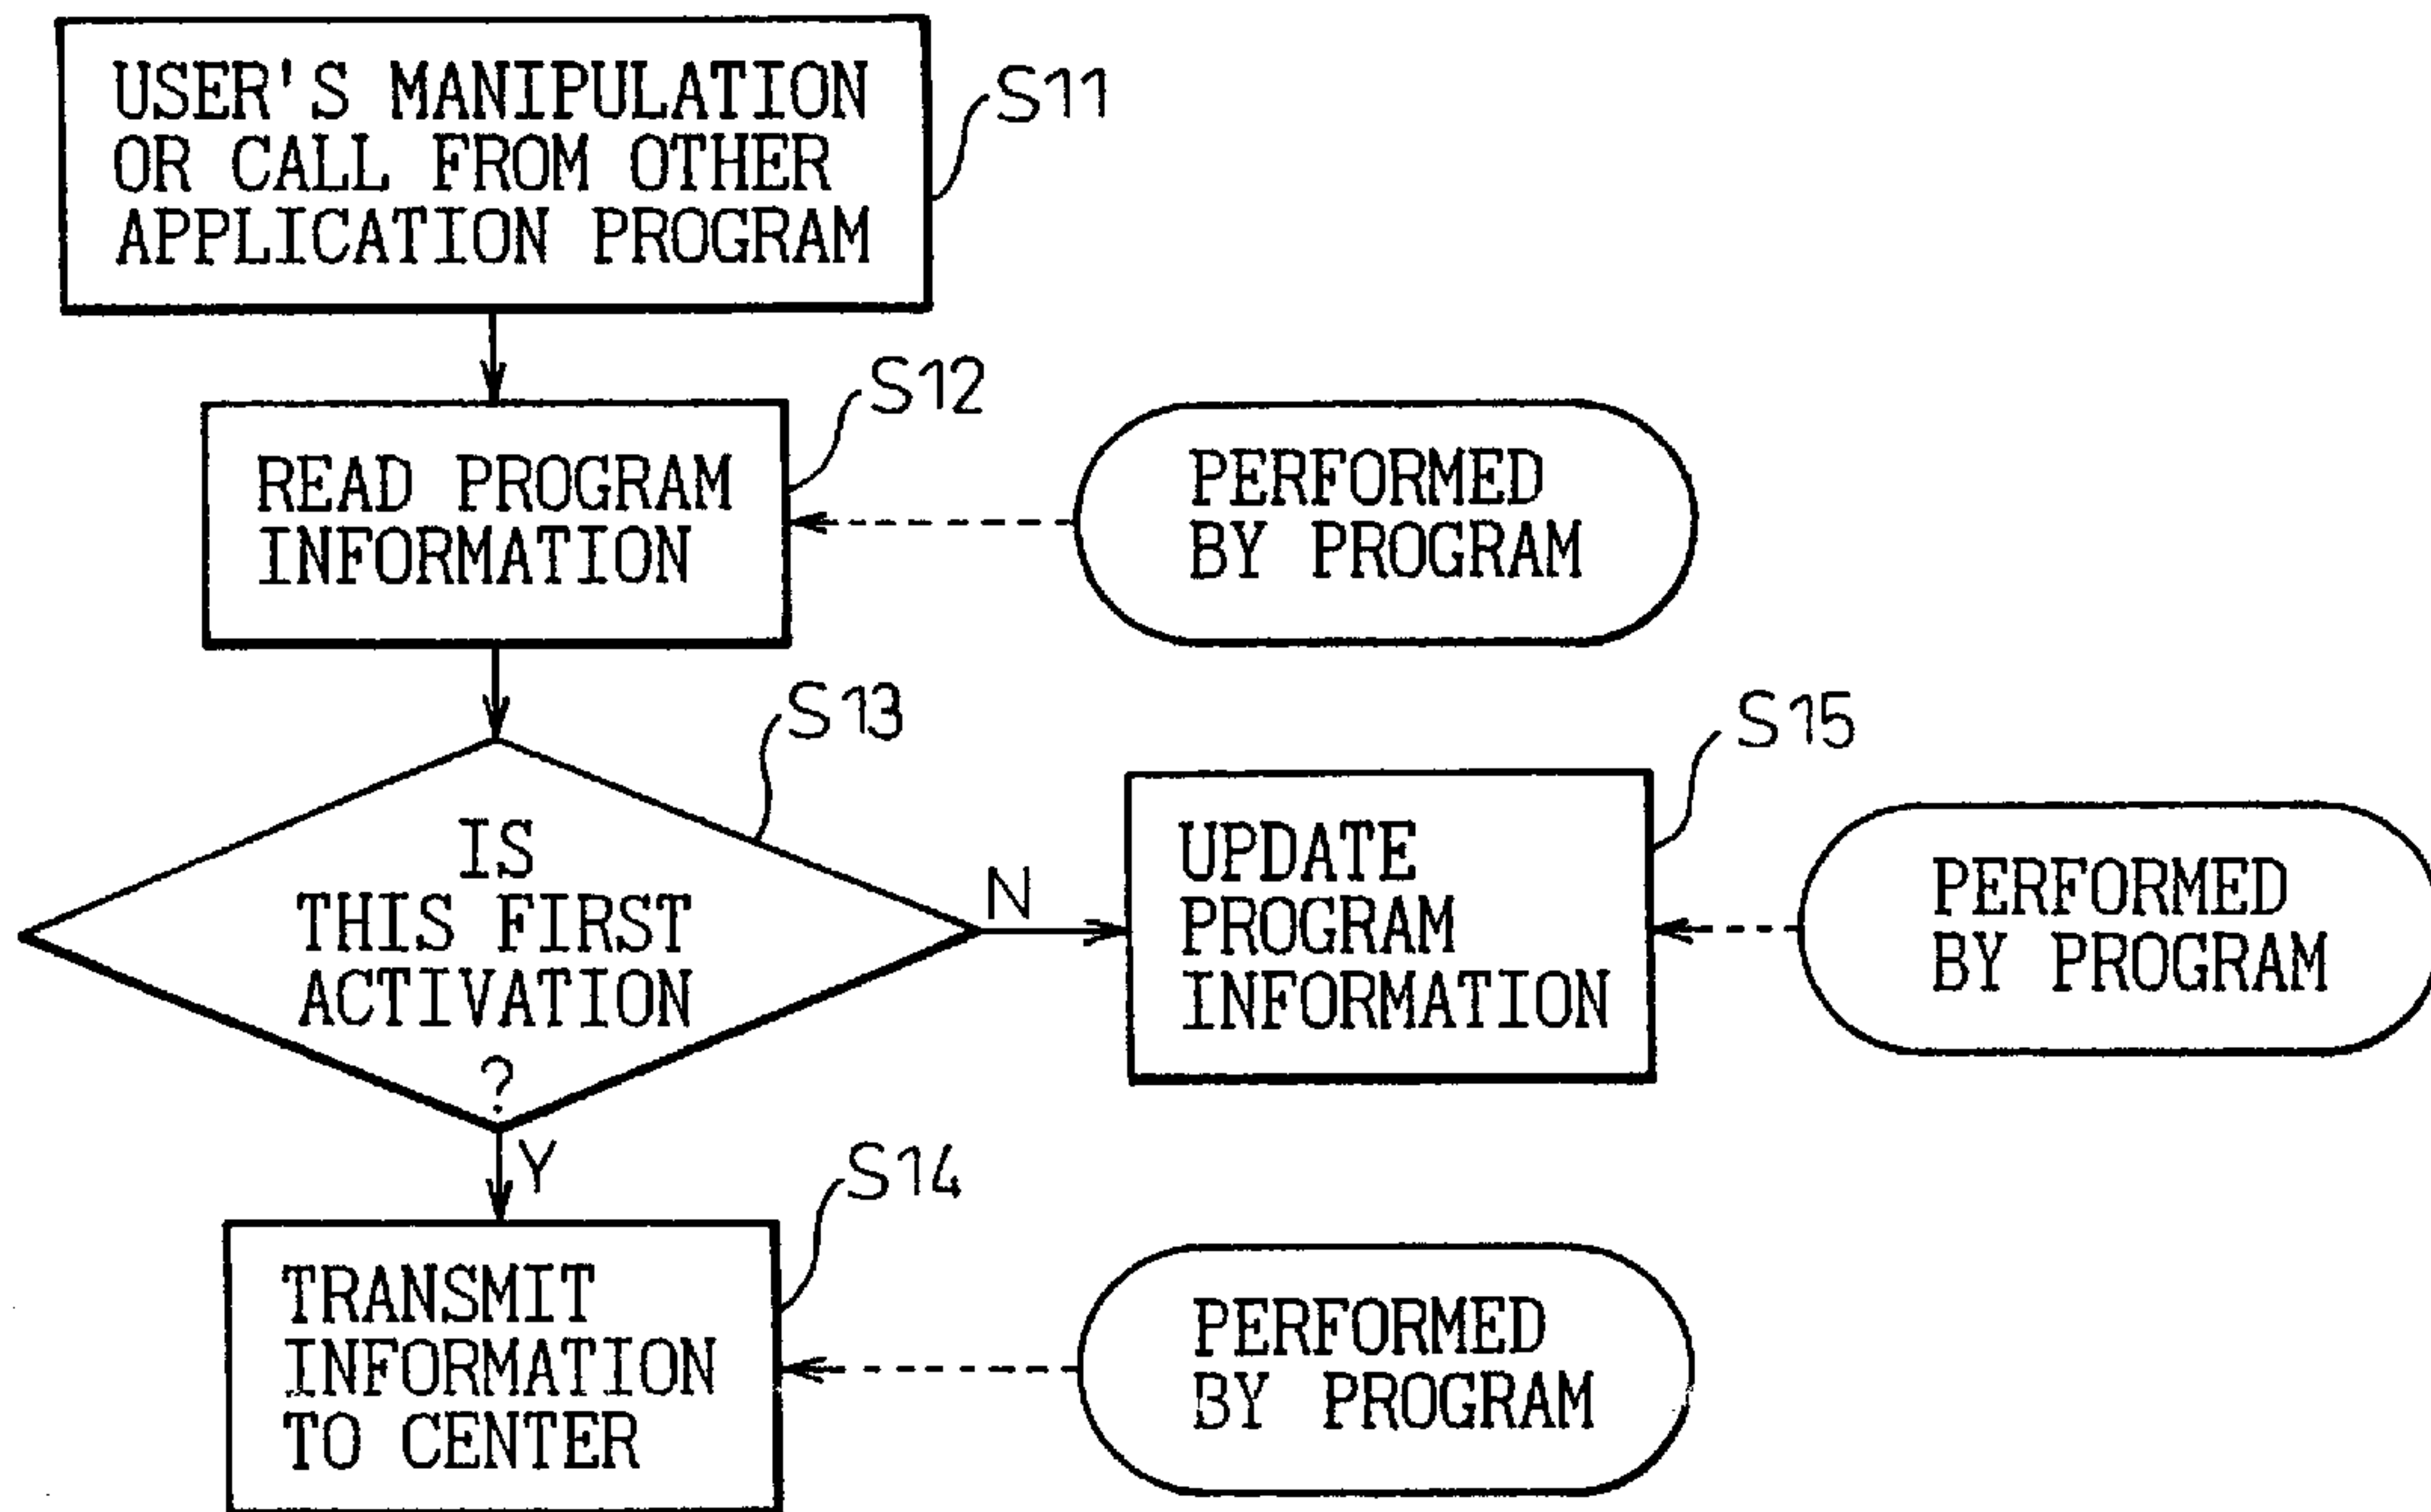 USER'S MANIPULATION
OR CALL FROM OTHER
APPLICATION PROGRAM
S11
S12
READ PROGRAM
INFORMATION
PERFORMED
BY PROGRAM
S13
IS
THIS FIRST
ACTIVATION
?
N
Y
S15
UPDATE
PROGRAM
INFORMATION
PERFORMED
BY PROGRAM
S14
TRANSMIT
INFORMATION
TO CENTER
PERFORMED
BY PROGRAM